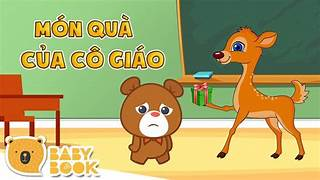 MÓN QUÀ
CỦA CÔ GIÁO
BABY
BOOK